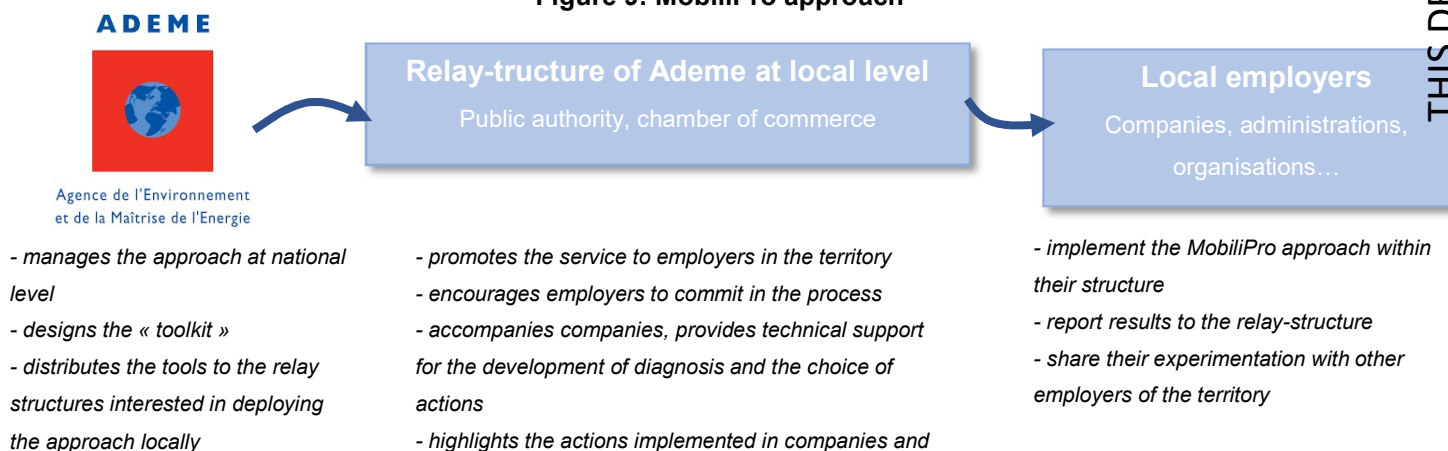 Figure 9: MobiliPro approach
ADEME
Agence de l'Environnement
et de la Maîtrise de l'Energie
- manages the approach at national
level
- designs the « toolkit »
- distributes the tools to the relay
structures interested in deploying
the approach locally
Relay-tructure of Ademe at local level
Public authority, chamber of commerce
- promotes the service to employers in the territory
- encourages employers to commit in the process
- accompanies companies, provides technical support
for the development of diagnosis and the choice of
actions
- highlights the actions implemented in companies and
Local employers
Companies, administrations,
organisations…
- implement the MobiliPro approach within
their structure
- report results to the relay-structure
- share their experimentation with other
employers of the territory
THIS